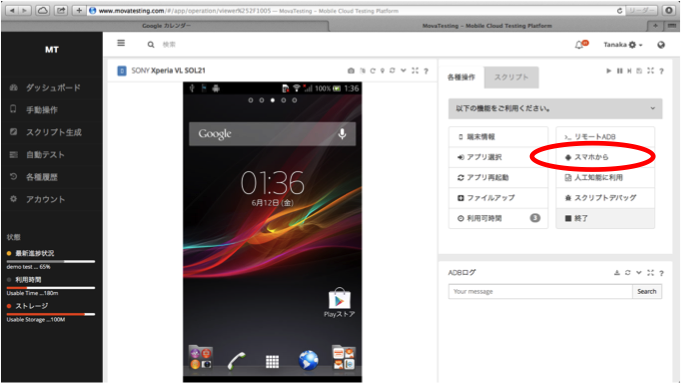 www.movatesting.com/#/app/operation/viewer%252F1005 — MovaTesting - Mobile Cloud Testing Platform
リーダー
Google カレンダー
MovaTesting - Mobile Cloud Testing Platform
MT
検索
Tanaka
ダッシュボード
手動操作
スクリプト生成
自動テスト
各種履歴
アカウント
状態
最新進捗状況
demo test ... 65%
利用時間
Usable Time ...180m
ストレージ
Usable Storage ...100M
SONY Xperia VL SOL21
100% 1:36
Google
01:36
6月12日 (金)
Playストア
各種操作
スクリプト
以下の機能をご利用ください。
端末情報
リモートADB
アプリ選択
スマホから
アプリ再起動
人工知能に利用
ファイルアップ
スクリプトデバッグ
利用可時間 3
終了
ADBログ
Your message
Search